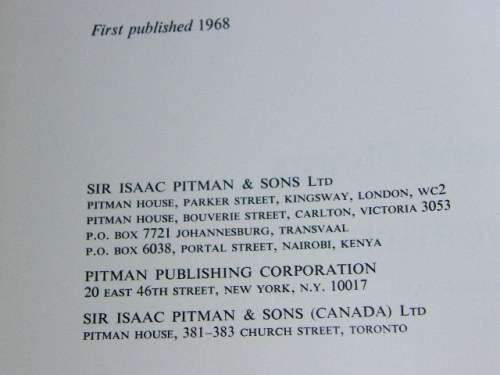 First published 1968
SIR ISAAC PITMAN & SONS LTD
PITMAN HOUSE, PARKER STREET, KINGSWAY, LONDON, WC2
PITMAN HOUSE, BOUVERIE STREET, CARLTON, VICTORIA 3053
P.O. BOX 7721 JOHANNESBURG, TRANSVAAL
P.O. BOX 6038, PORTAL STREET, NAIROBI, KENYA
PITMAN PUBLISHING CORPORATION
20 EAST 46TH STREET, NEW YORK, N.Y. 10017
SIR ISAAC PITMAN & SONS (CANADA) LTD
PITMAN HOUSE, 381–383 CHURCH STREET, TORONTO